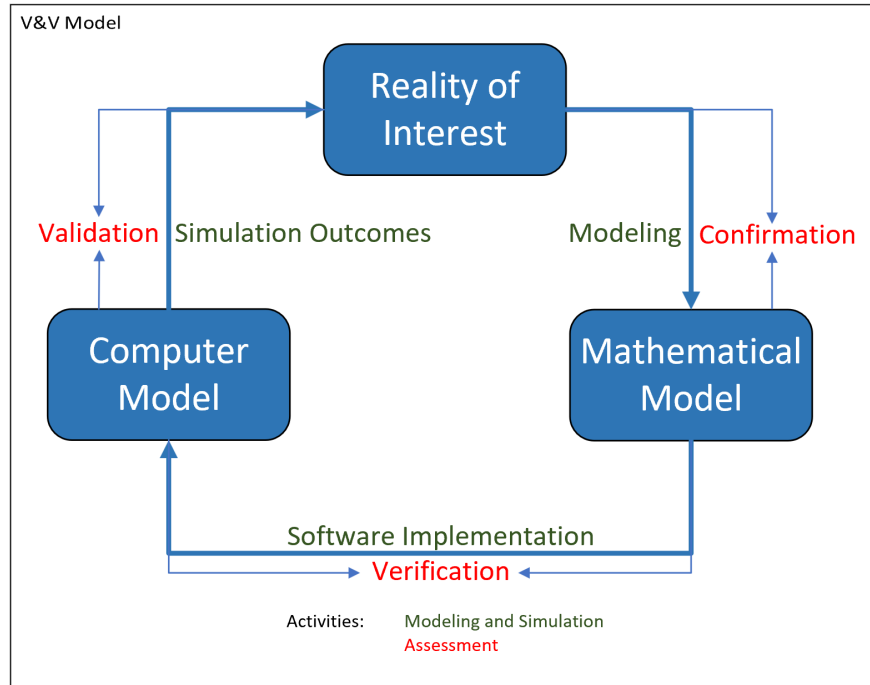 V&V Model
Reality of
Interest
Validation
Simulation Outcomes
Modeling
Confirmation
Computer
Model
Mathematical
Model
Software Implementation
Verification
Activities:
Modeling and Simulation
Assessment